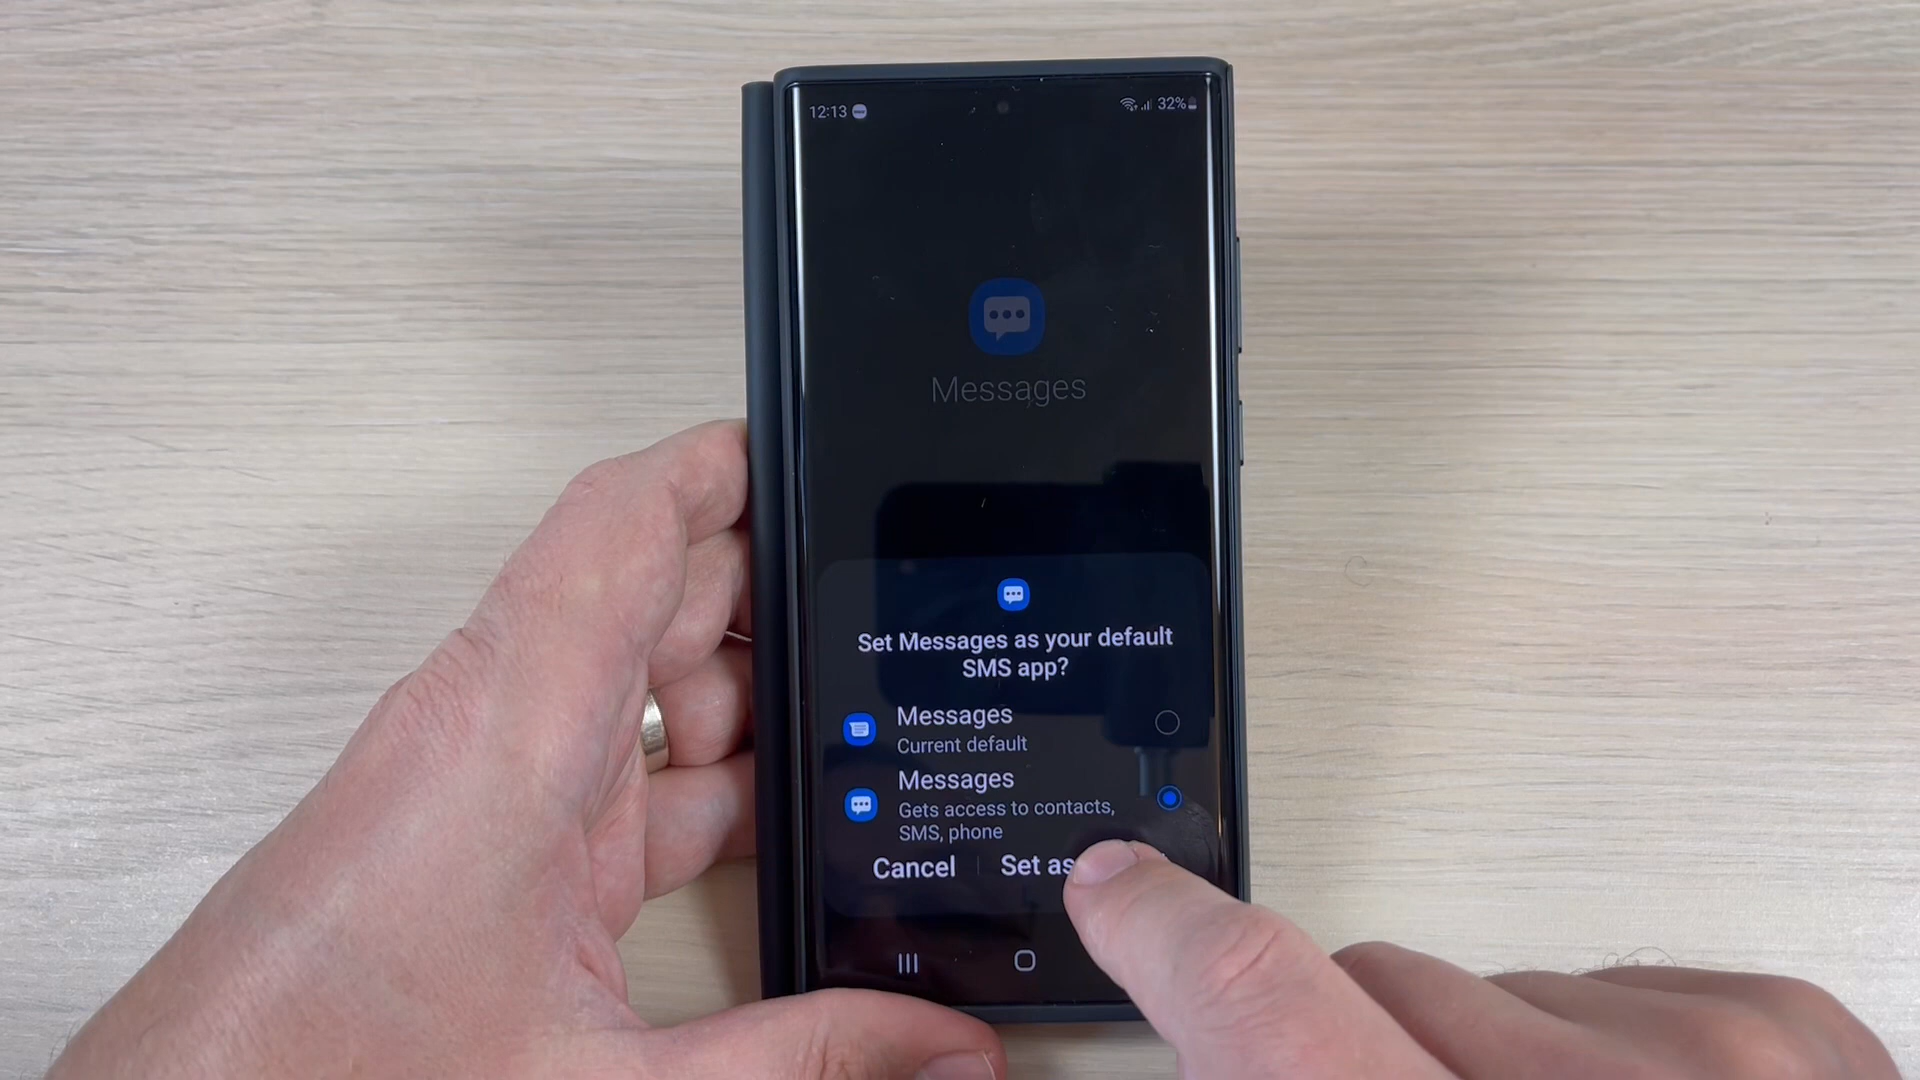 12:13
32%
Messages
Set Messages as your default
SMS app?
Messages
Current default
Messages
Gets access to contacts,
SMS, phone
Cancel
Set as